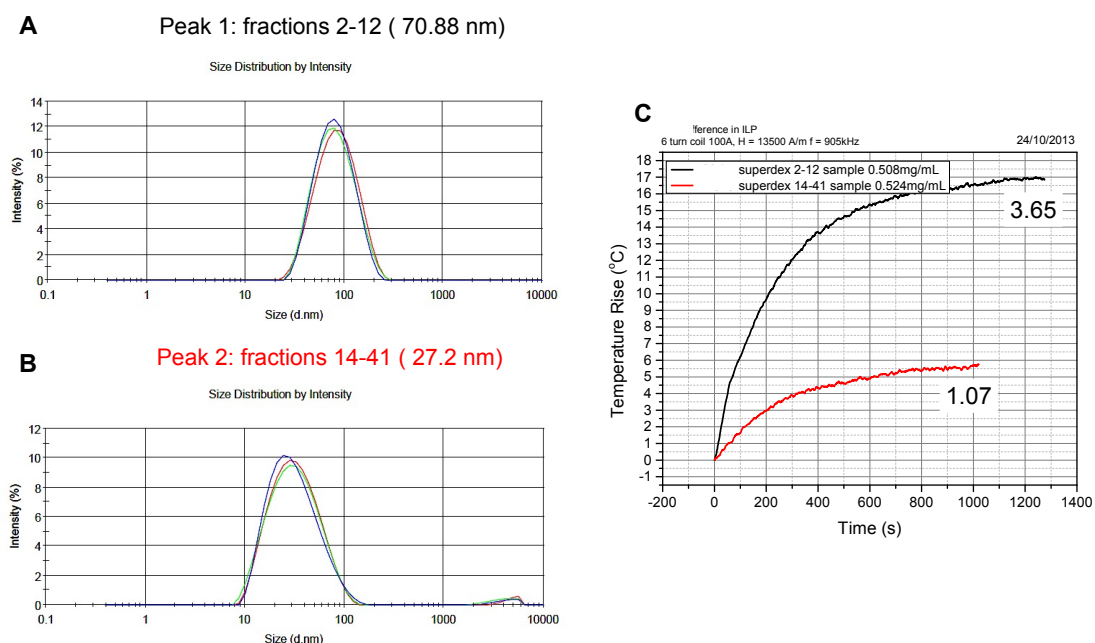 A
Peak 1: fractions 2-12 ( 70.88 nm)
Size Distribution by Intensity
14
12
10
8
6
4
2
0
Intensity (%)
0.1 1 10 100 1000 10000
Size (d.nm)
B
Peak 2: fractions 14-41 ( 27.2 nm)
Size Distribution by Intensity
12
10
8
6
4
2
0
Intensity (%)
0.1 1 10 100 1000 10000
Size (d.nm)
C
ference in ILP
6 turn coil 100A, H = 13500 A/m f = 905kHz 24/10/2013
superdex 2-12 sample 0.508mg/mL
superdex 14-41 sample 0.524mg/mL
18
17
16
15
14
13
12
11
10
9
8
7
6
5
4
3
2
1
0
-1
Temperature Rise (°C)
3.65
1.07
-200 0 200 400 600 800 1000 1200 1400
Time (s)